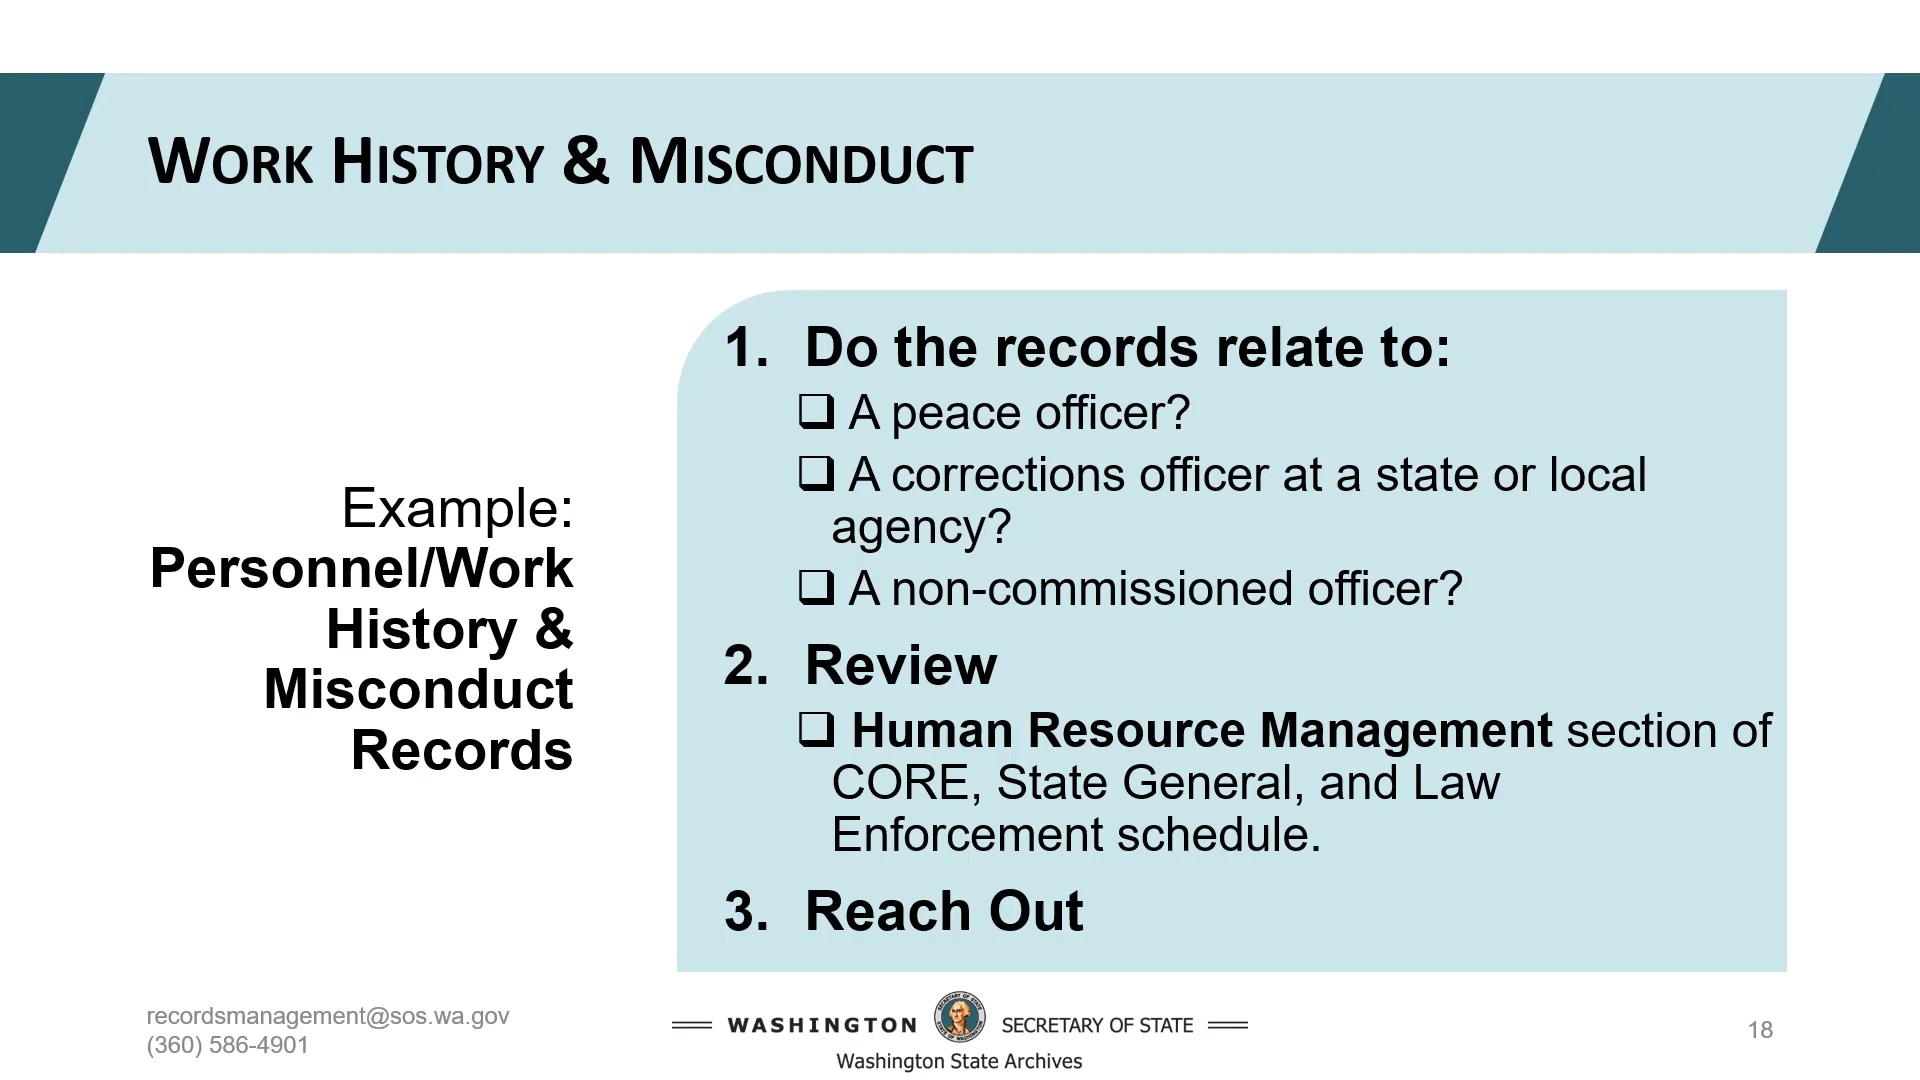 WORK HISTORY & MISCONDUCT
Example:
Personnel/Work
History &
Misconduct
Records
1. Do the records relate to:
❑ A peace officer?
❑ A corrections officer at a state or local
agency?
❑ A non-commissioned officer?
2. Review
❑ Human Resource Management section of
CORE, State General, and Law
Enforcement schedule.
3. Reach Out
recordsmanagement@sos.wa.gov
(360) 586-4901
WASHINGTON SECRETARY OF STATE
Washington State Archives
18